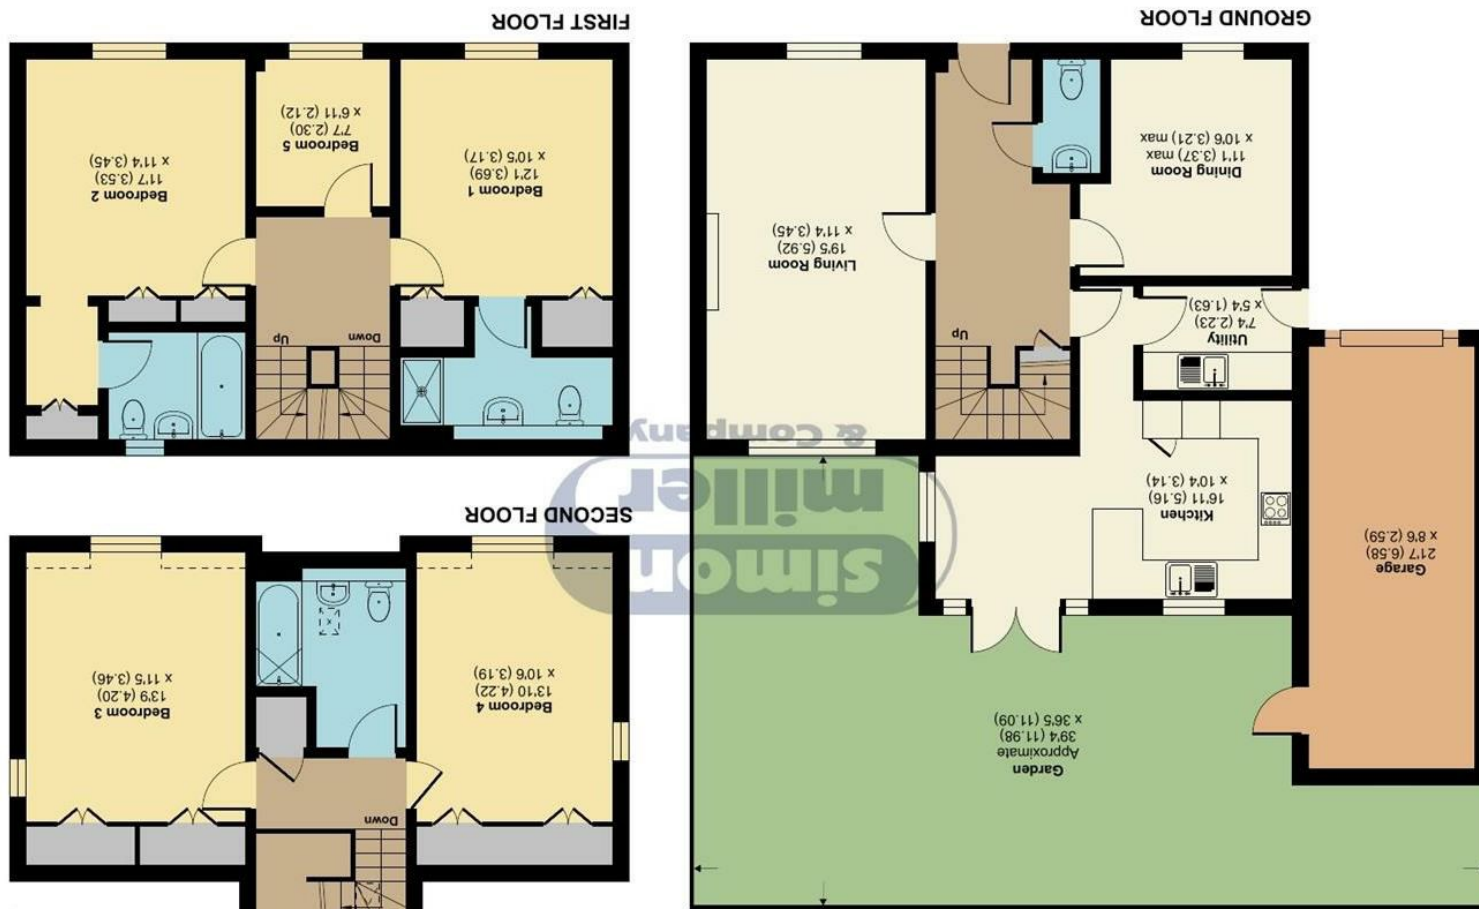 Garden
Approximate
39'4 (11.98)
x 36'5 (11.09)
Garage
21'7 (6.58)
x 8'6 (2.59)
Kitchen
16'11 (5.16)
x 10'4 (3.14)
Utility
7'4 (2.23)
x 5'4 (1.63)
Up
Dining Room
11'1 (3.37) max
x 10'6 (3.21) max
Living Room
19'5 (5.92)
x 11'4 (3.45)
GROUND FLOOR
Down
Bedroom 4
13'10 (4.22)
x 10'6 (3.19)
Bedroom 3
13'9 (4.20)
x 11'5 (3.46)
SECOND FLOOR
simon
miller
& Company
Down
Up
Bedroom 1
12'1 (3.69)
x 10'5 (3.17)
Bedroom 5
7'7 (2.30)
x 6'11 (2.12)
Bedroom 2
11'7 (3.53)
x 11'4 (3.45)
FIRST FLOOR